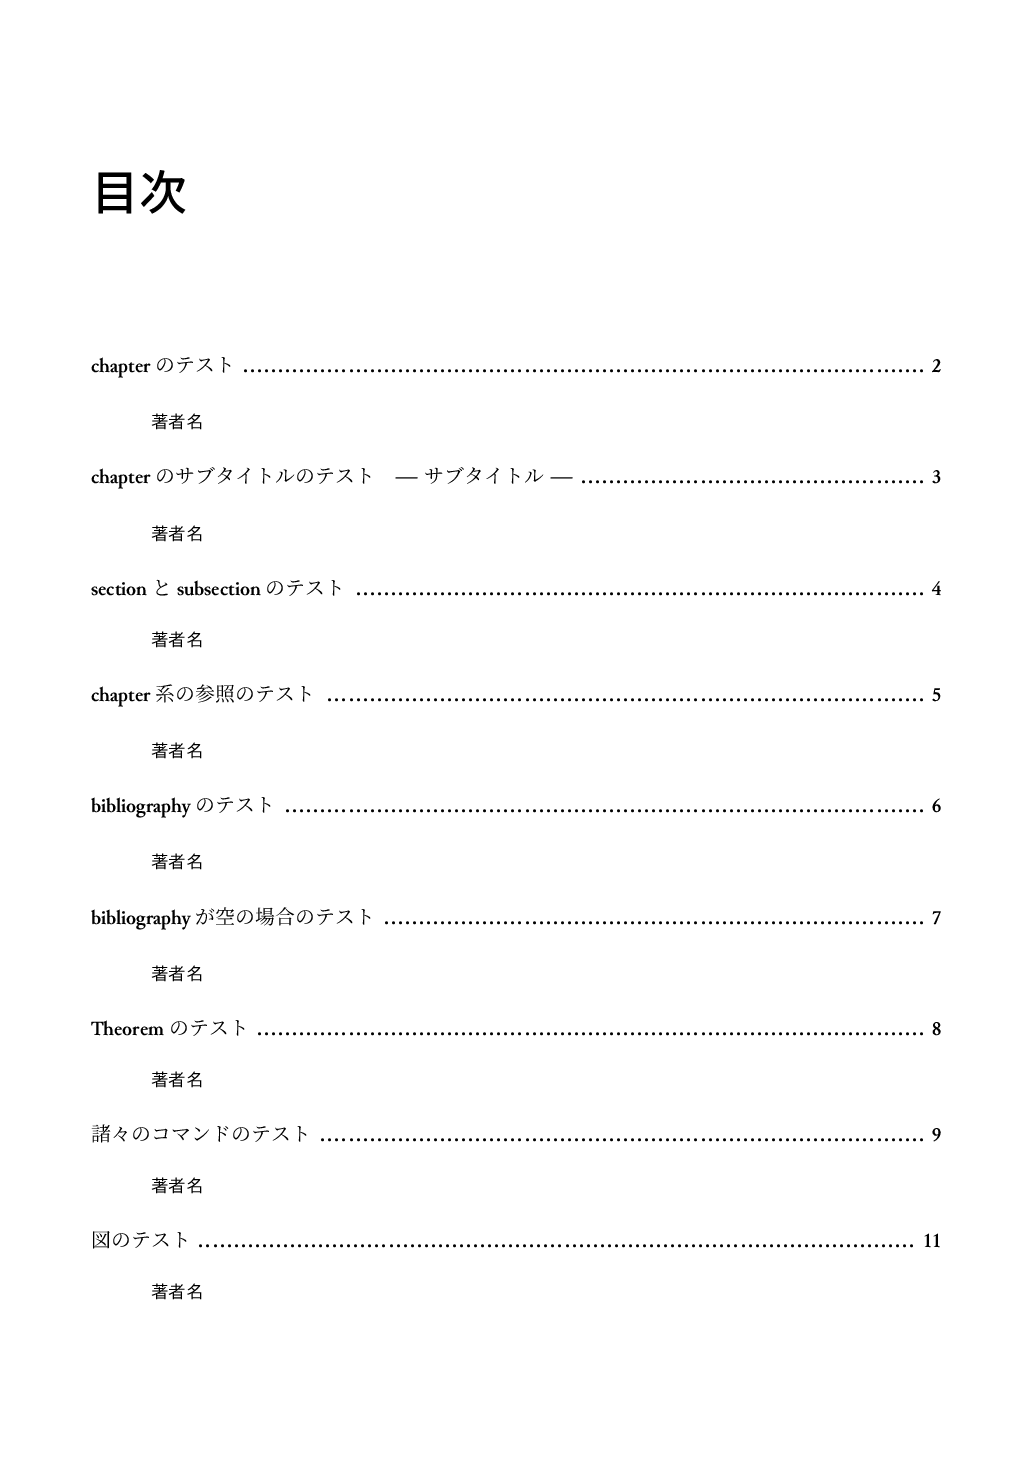 目次
chapter のテスト ........................................ 2
著者名
chapter のサブタイトルのテスト　— サブタイトル — ........................................ 3
著者名
section と subsection のテスト ........................................ 4
著者名
chapter 系の参照のテスト ........................................ 5
著者名
bibliography のテスト ........................................ 6
著者名
bibliography が空の場合のテスト ........................................ 7
著者名
Theorem のテスト ........................................ 8
著者名
諸々のコマンドのテスト ........................................ 9
著者名
図のテスト ........................................ 11
著者名